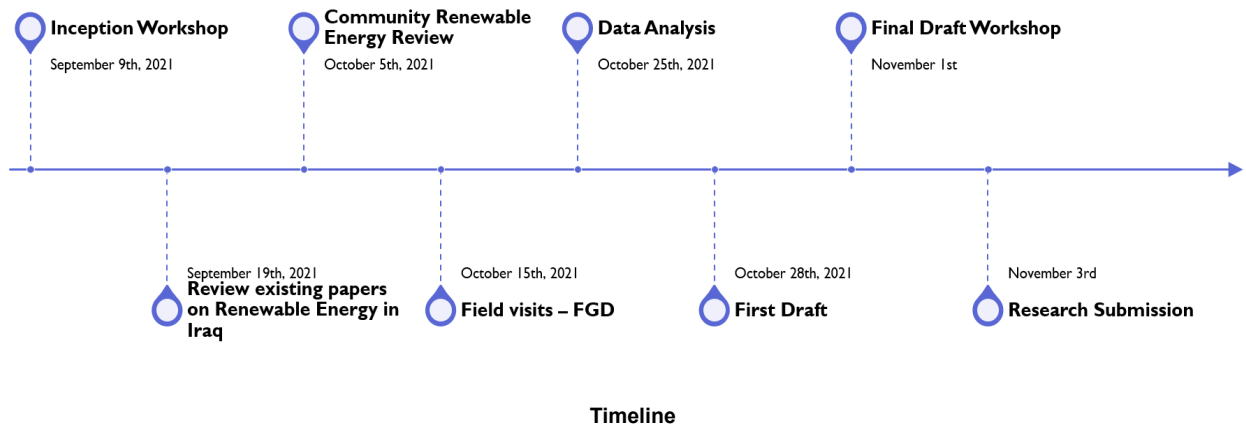 Inception Workshop
September 9th, 2021
Community Renewable
Energy Review
October 5th, 2021
Data Analysis
October 25th, 2021
Final Draft Workshop
November 1st
September 19th, 2021
Review existing papers
on Renewable Energy in
Iraq
October 15th, 2021
Field visits – FGD
October 28th, 2021
First Draft
November 3rd
Research Submission
Timeline